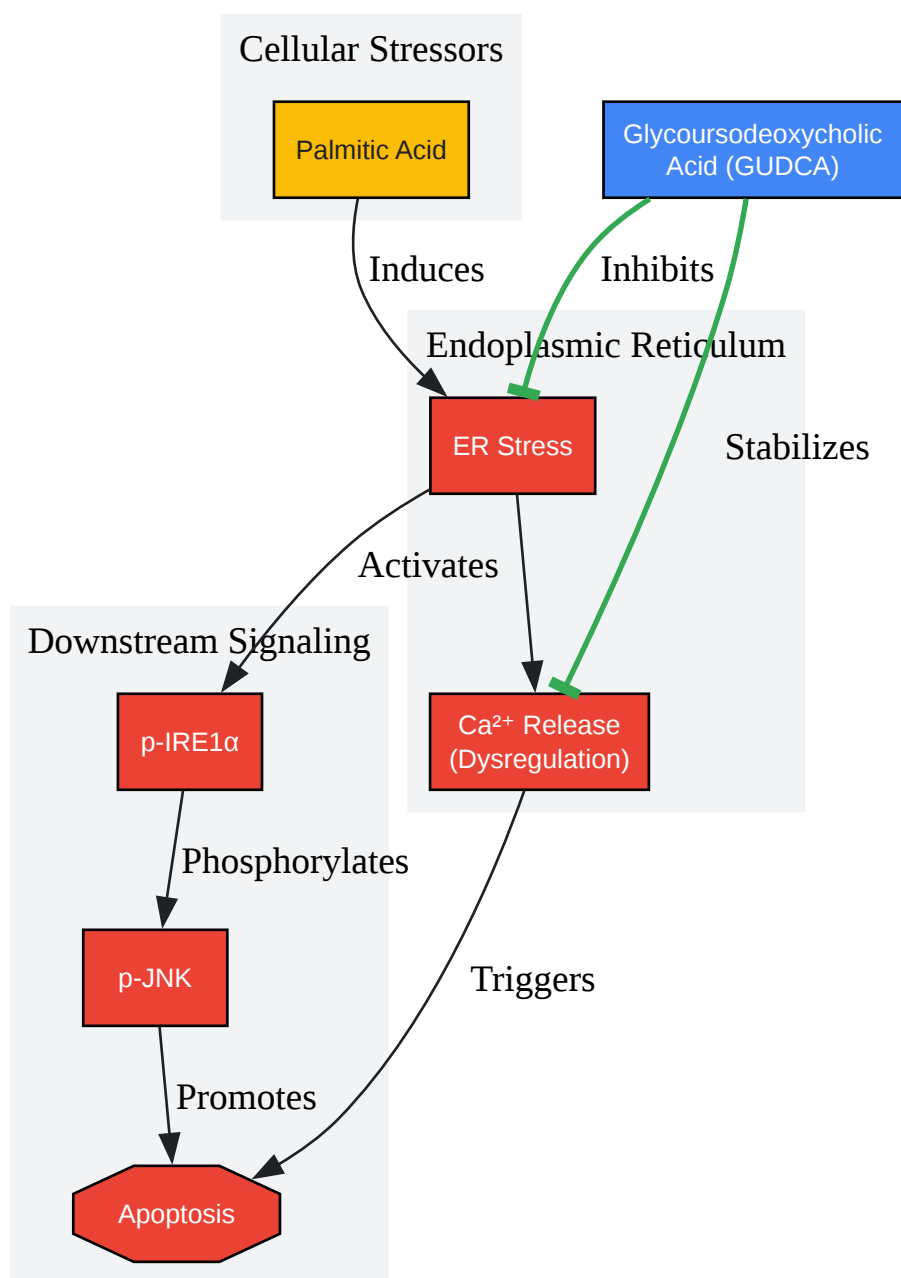 Cellular Stressors
Palmitic Acid
Glycoursodeoxycholic
Acid (GUDCA)
Induces
Inhibits
Endoplasmic Reticulum
ER Stress
Stabilizes
Activates
Downstream Signaling
p-IRE1α
Ca²⁺ Release
(Dysregulation)
Phosphorylates
p-JNK
Triggers
Promotes
Apoptosis